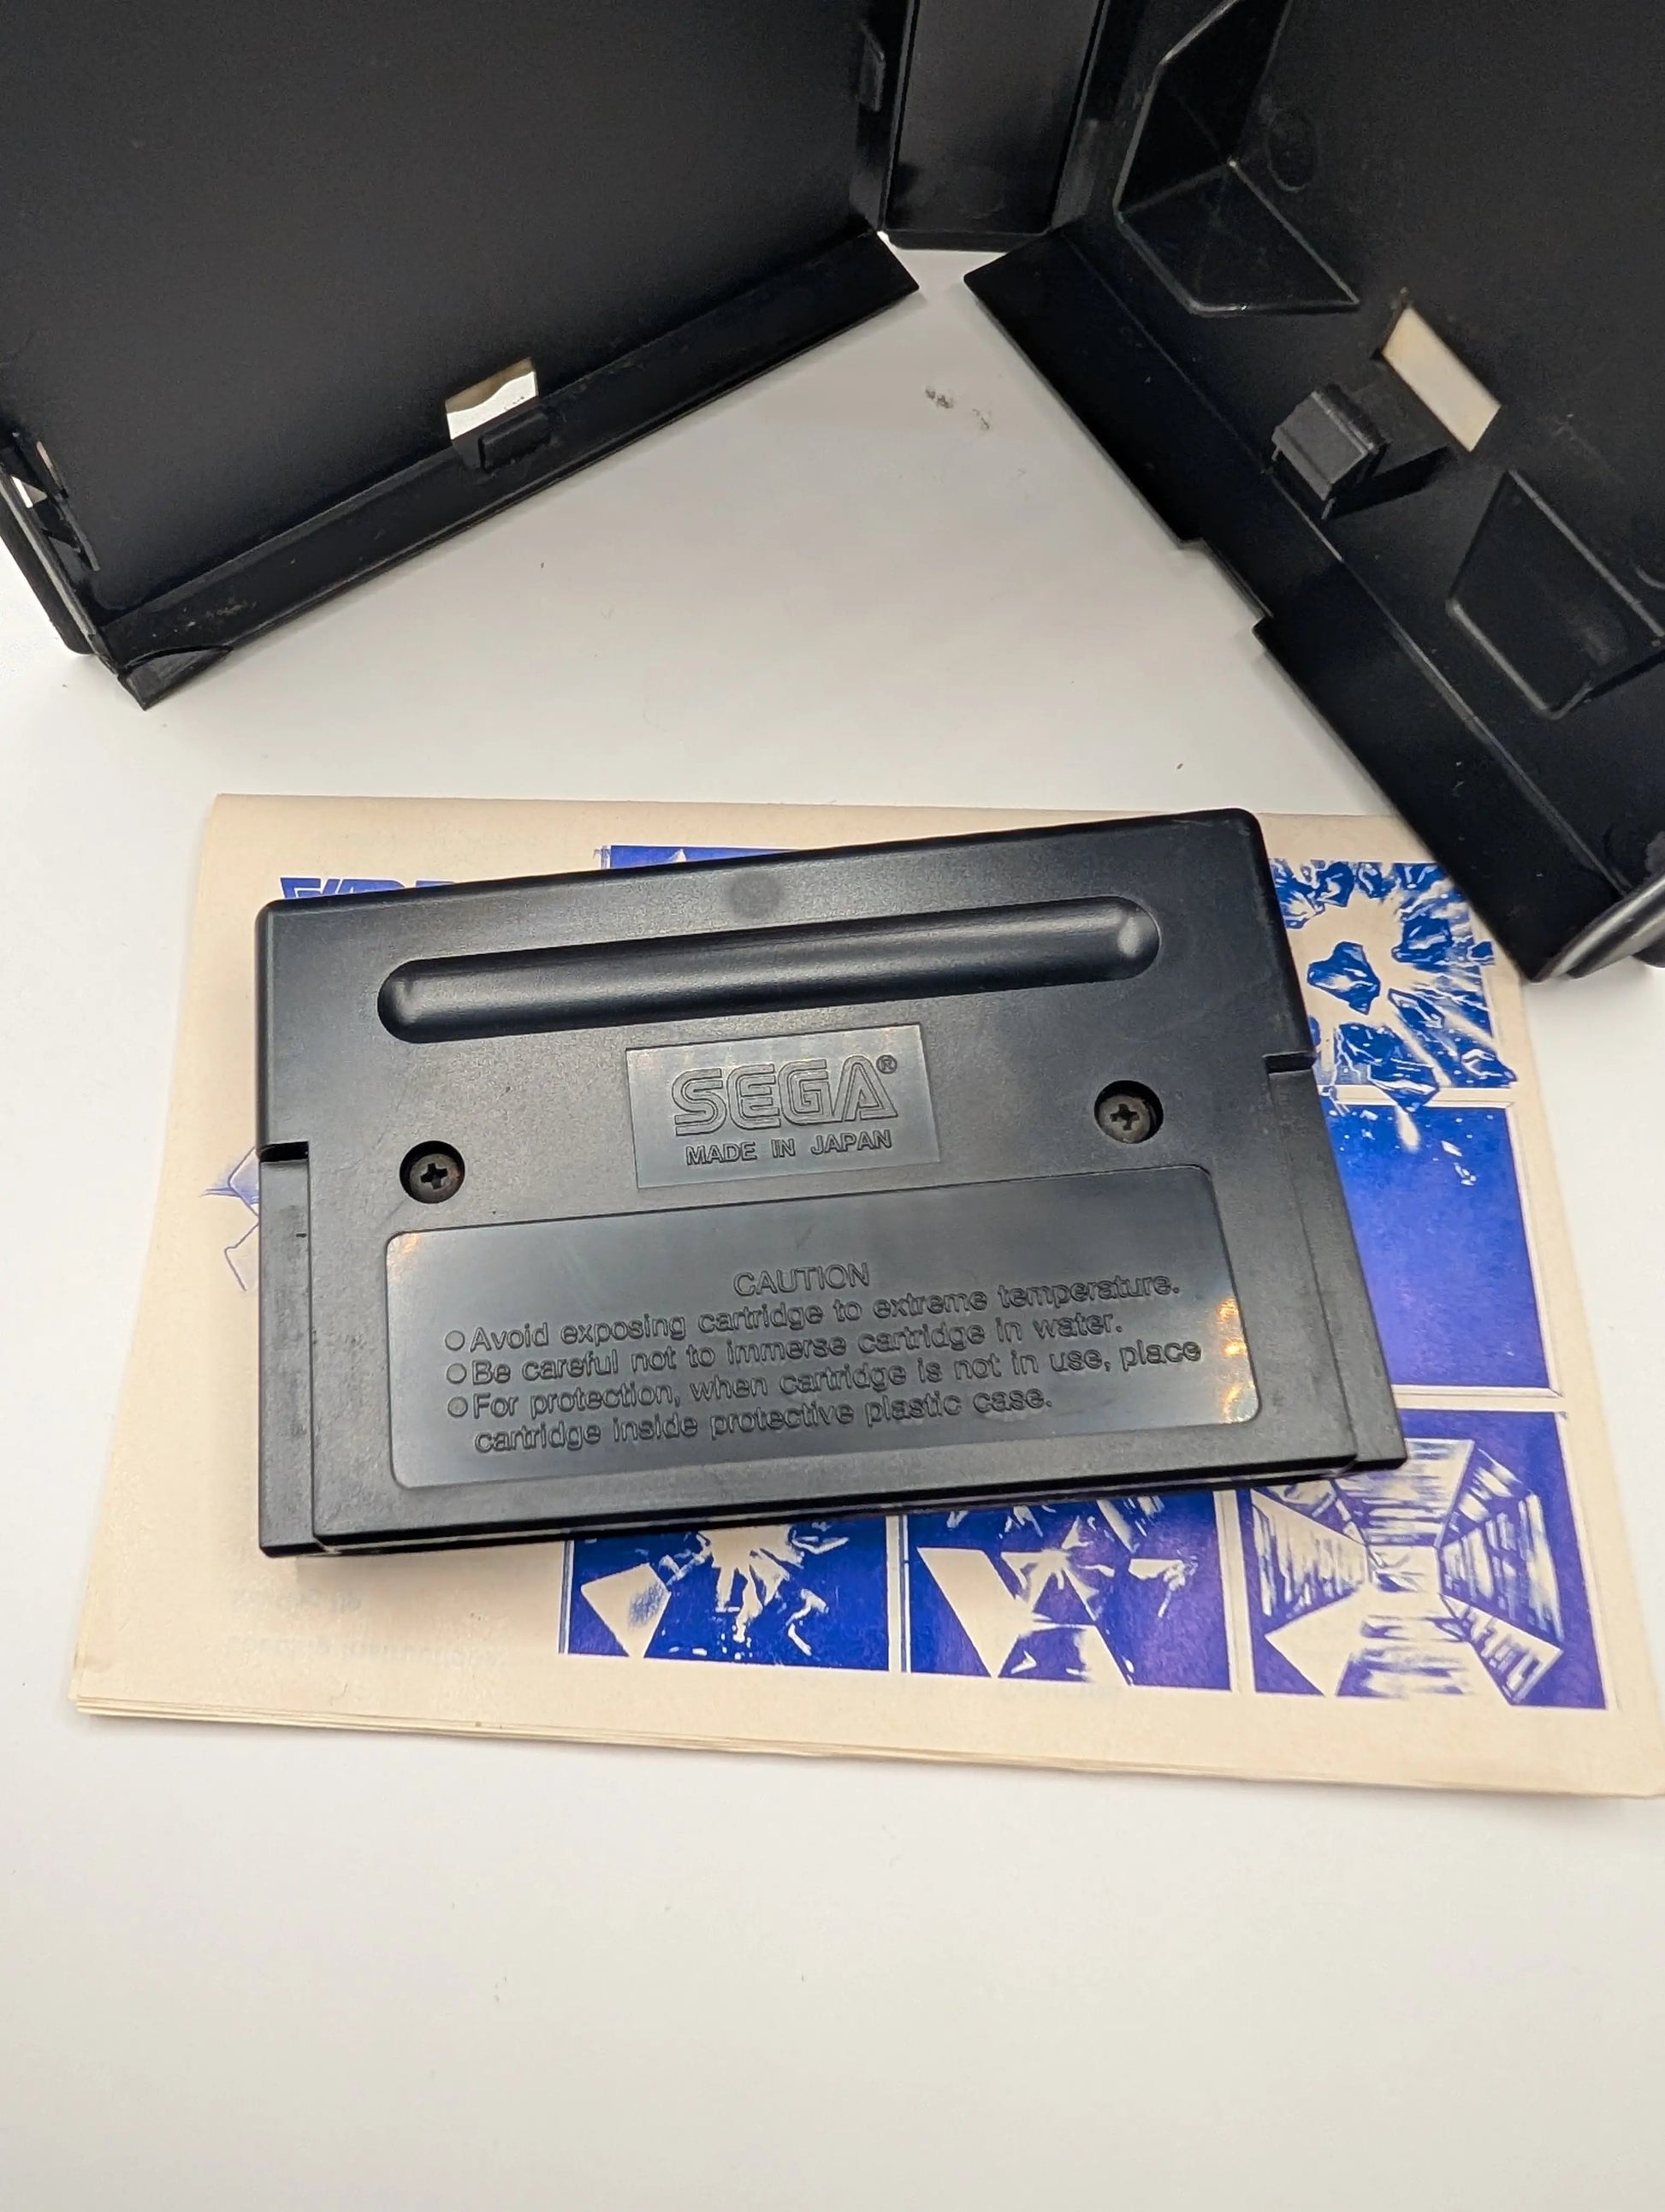 SEGA®
MADE IN JAPAN
CAUTION
○Avoid exposing cartridge to extreme temperature.
○Be careful not to immerse cartridge in water.
○For protection, when cartridge is not in use, place
cartridge inside protective plastic case.